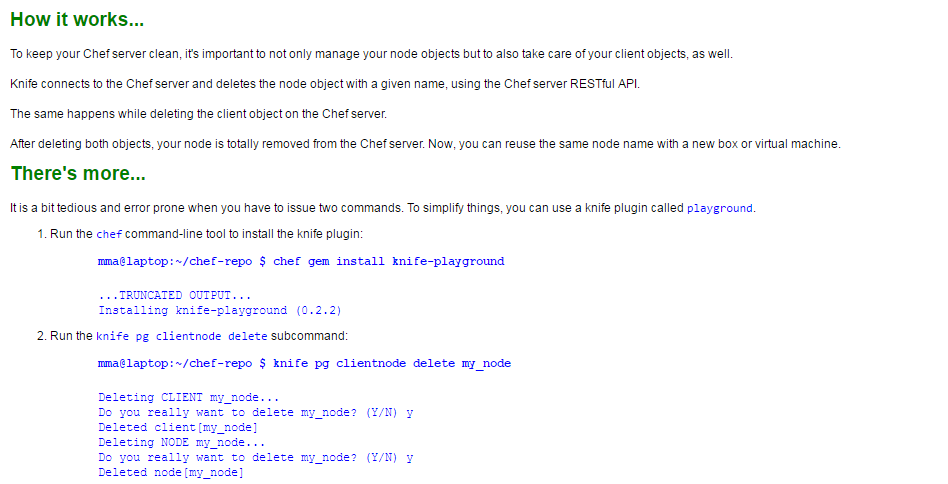 How it works...
To keep your Chef server clean, it's important to not only manage your node objects but to also take care of your client objects, as well.
Knife connects to the Chef server and deletes the node object with a given name, using the Chef server RESTful API.
The same happens while deleting the client object on the Chef server.
After deleting both objects, your node is totally removed from the Chef server. Now, you can reuse the same node name with a new box or virtual machine.
There's more...
It is a bit tedious and error prone when you have to issue two commands. To simplify things, you can use a knife plugin called playground.
1. Run the chef command-line tool to install the knife plugin:
mma@laptop:~/chef-repo $ chef gem install knife-playground
...TRUNCATED OUTPUT...
Installing knife-playground (0.2.2)
2. Run the knife pg clientnode delete subcommand:
mma@laptop:~/chef-repo $ knife pg clientnode delete my_node
Deleting CLIENT my_node...
Do you really want to delete my_node? (Y/N) y
Deleted client[my_node]
Deleting NODE my_node...
Do you really want to delete my_node? (Y/N) y
Deleted node[my_node]